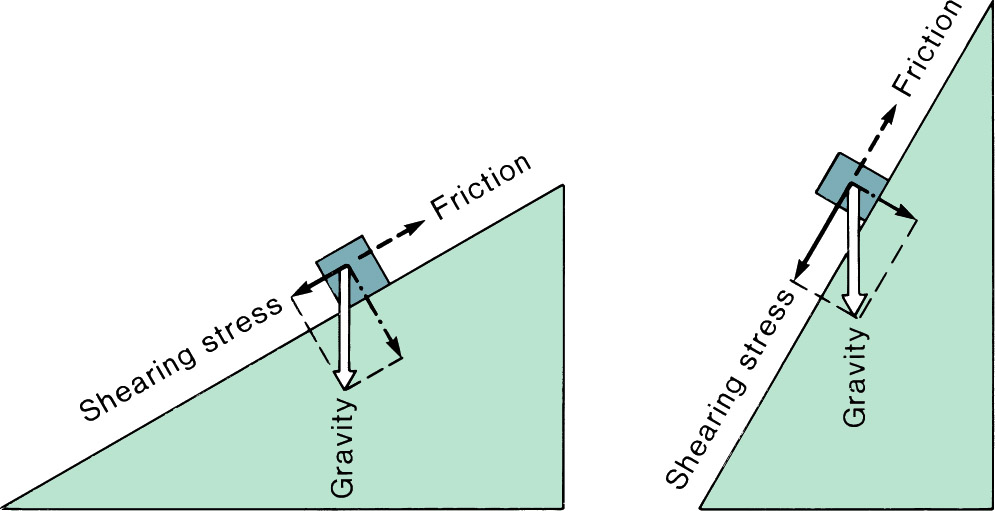 Friction
Shearing stress
Gravity
Friction
Shearing stress
Gravity